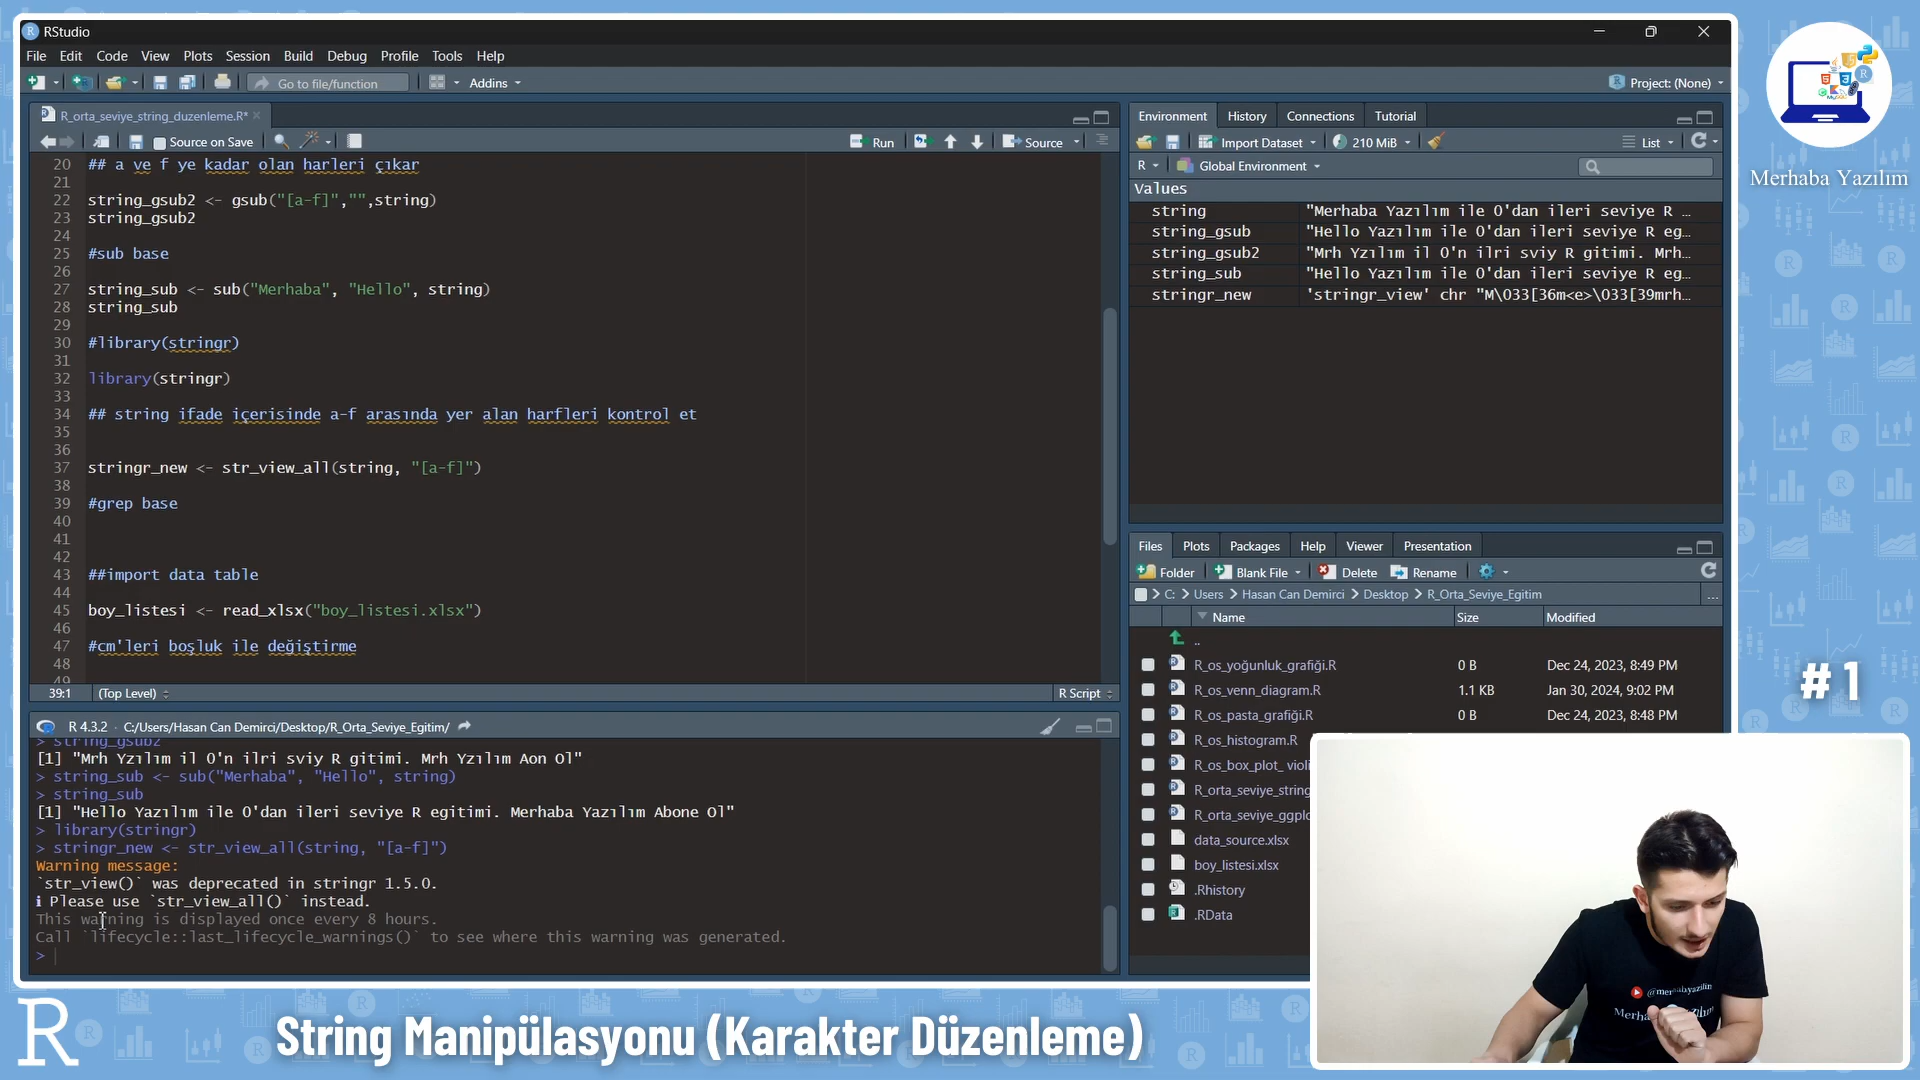 RStudio
File Edit Code View Plots Session Build Debug Profile Tools Help
Go to file/function
Addins
Project: (None)
R_orta_seviye_string_duzenleme.R*
Source on Save
Run
Source
20 ## a ve f ye kadar olan harleri çıkar
21
22 string_gsub2 <- gsub("[a-f]","",string)
23 string_gsub2
24
25 #sub base
26
27 string_sub <- sub("Merhaba", "Hello", string)
28 string_sub
29
30 #library(stringr)
31
32 library(stringr)
33
34 ## string ifade içerisinde a-f arasında yer alan harfleri kontrol et
35
36
37 stringr_new <- str_view_all(string, "[a-f]")
38
39 #grep base
40
41
42
43 ##import data table
44
45 boy_listesi <- read_xlsx("boy_listesi.xlsx")
46
47 #cm'leri boşluk ile değiştirme
48
49
39:1 (Top Level) R Script
R 4.3.2 · C:/Users/Hasan Can Demirci/Desktop/R_Orta_Seviye_Egitim/
> string_gsub2
[1] "Mrh Yzılım il 0'n ilri sviy R gitimi. Mrh Yzılım Aon Ol"
> string_sub <- sub("Merhaba", "Hello", string)
> string_sub
[1] "Hello Yazılım ile 0'dan ileri seviye R egitimi. Merhaba Yazılım Abone Ol"
> library(stringr)
> stringr_new <- str_view_all(string, "[a-f]")
Warning message:
`str_view()` was deprecated in stringr 1.5.0.
ℹ Please use `str_view_all()` instead.
This warning is displayed once every 8 hours.
Call `lifecycle::last_lifecycle_warnings()` to see where this warning was generated.
>
Environment History Connections Tutorial
Import Dataset
210 MiB
List
R
Global Environment
Values
string "Merhaba Yazılım ile 0'dan ileri seviye R …
string_gsub "Hello Yazılım ile 0'dan ileri seviye R eg…
string_gsub2 "Mrh Yzılım il 0'n ilri sviy R gitimi. Mrh…
string_sub "Hello Yazılım ile 0'dan ileri seviye R eg…
stringr_new 'stringr_view' chr "M\033[36m<e>\033[39mrh…
Files Plots Packages Help Viewer Presentation
Folder Blank File Delete Rename
C: > Users > Hasan Can Demirci > Desktop > R_Orta_Seviye_Egitim ...
Name Size Modified
..
R_os_yoğunluk_grafiği.R 0 B Dec 24, 2023, 8:49 PM
R_os_venn_diagram.R 1.1 KB Jan 30, 2024, 9:02 PM
R_os_pasta_grafiği.R 0 B Dec 24, 2023, 8:48 PM
R_os_histogram.R
R_os_box_plot_ violi
R_orta_seviye_string
R_orta_seviye_ggplo
data_source.xlsx
boy_listesi.xlsx
.Rhistory
.RData
Merhaba Yazılım
#1
R
String Manipülasyonu (Karakter Düzenleme)